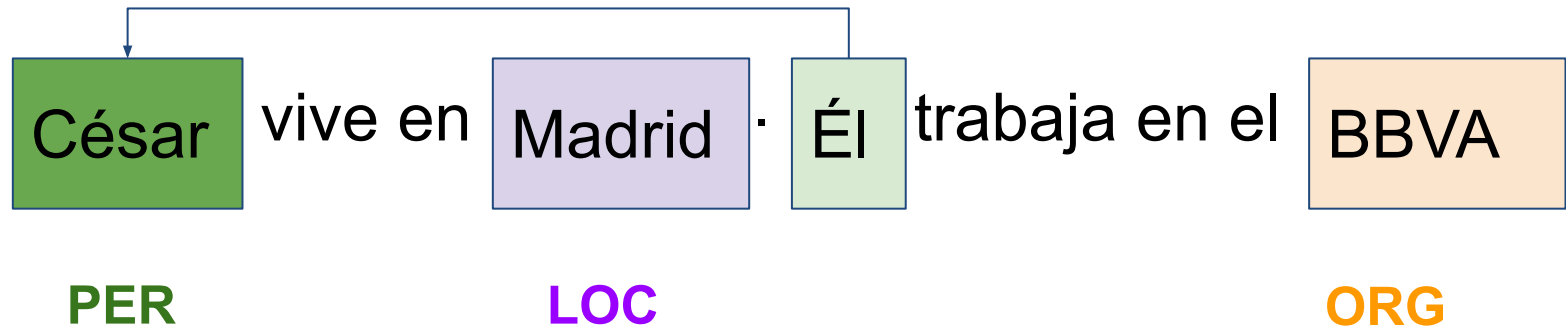 César vive en Madrid . Él trabaja en el BBVA
PER LOC ORG